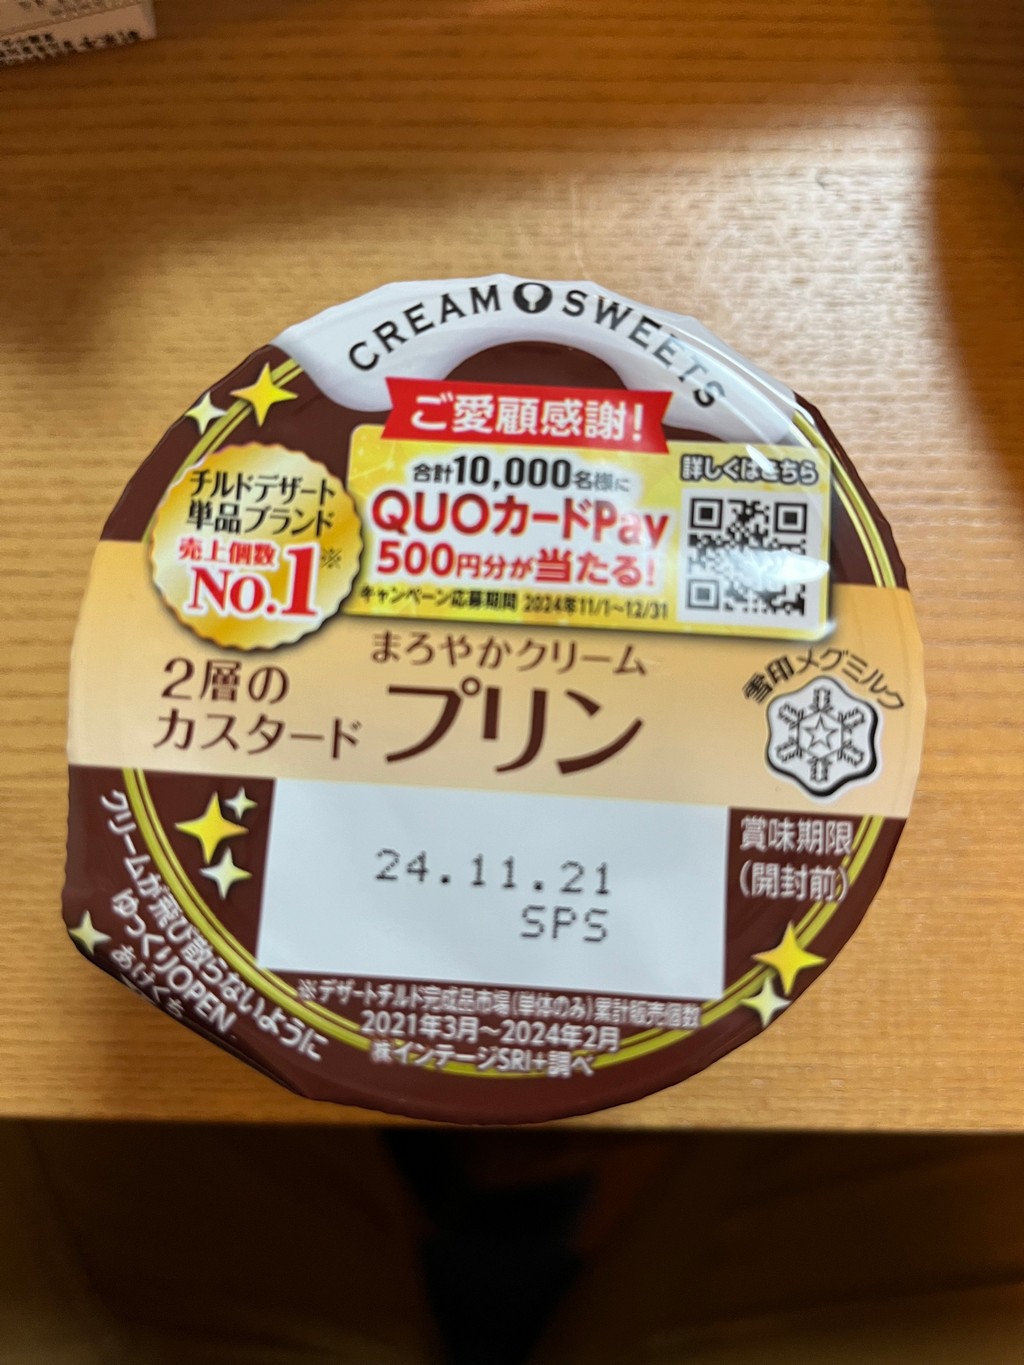 CREAM SWEETS
ご愛顧感謝!
合計10,000名様に
QUOカードPay
500円分が当たる!
キャンペーン応募期間 2024年11/1~12/31
詳しくはこちら
チルドデザート
単品ブランド
売上個数※
No.1
まろやかクリーム
2層の
カスタード
プリン
雪印メグミルク
賞味期限
(開封前)
24.11.21
SPS
クリームが飛び散らないように
ゆっくりOPEN
あけくち
※デザートチルド完成品市場(単体のみ)累計販売個数
2021年3月~2024年2月
㈱インテージSRI+調べ